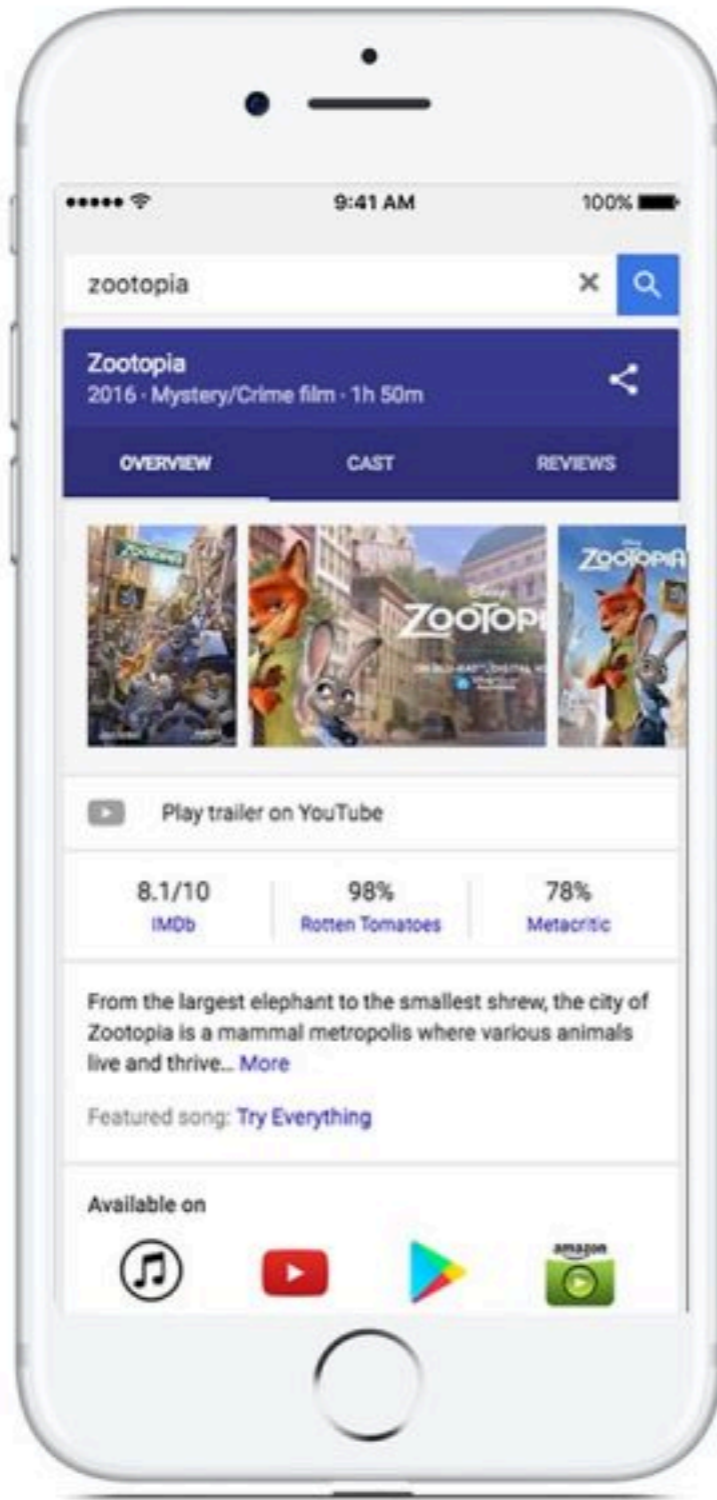 9:41 AM 100%
zootopia
Zootopia
2016 · Mystery/Crime film · 1h 50m
OVERVIEW CAST REVIEWS
ZOOTOPIA
Disney
ZOOTOPI
ZOOTOPIA
Play trailer on YouTube
8.1/10 98% 78%
IMDb Rotten Tomatoes Metacritic
From the largest elephant to the smallest shrew, the city of
Zootopia is a mammal metropolis where various animals
live and thrive... More
Featured song: Try Everything
Available on
amazon